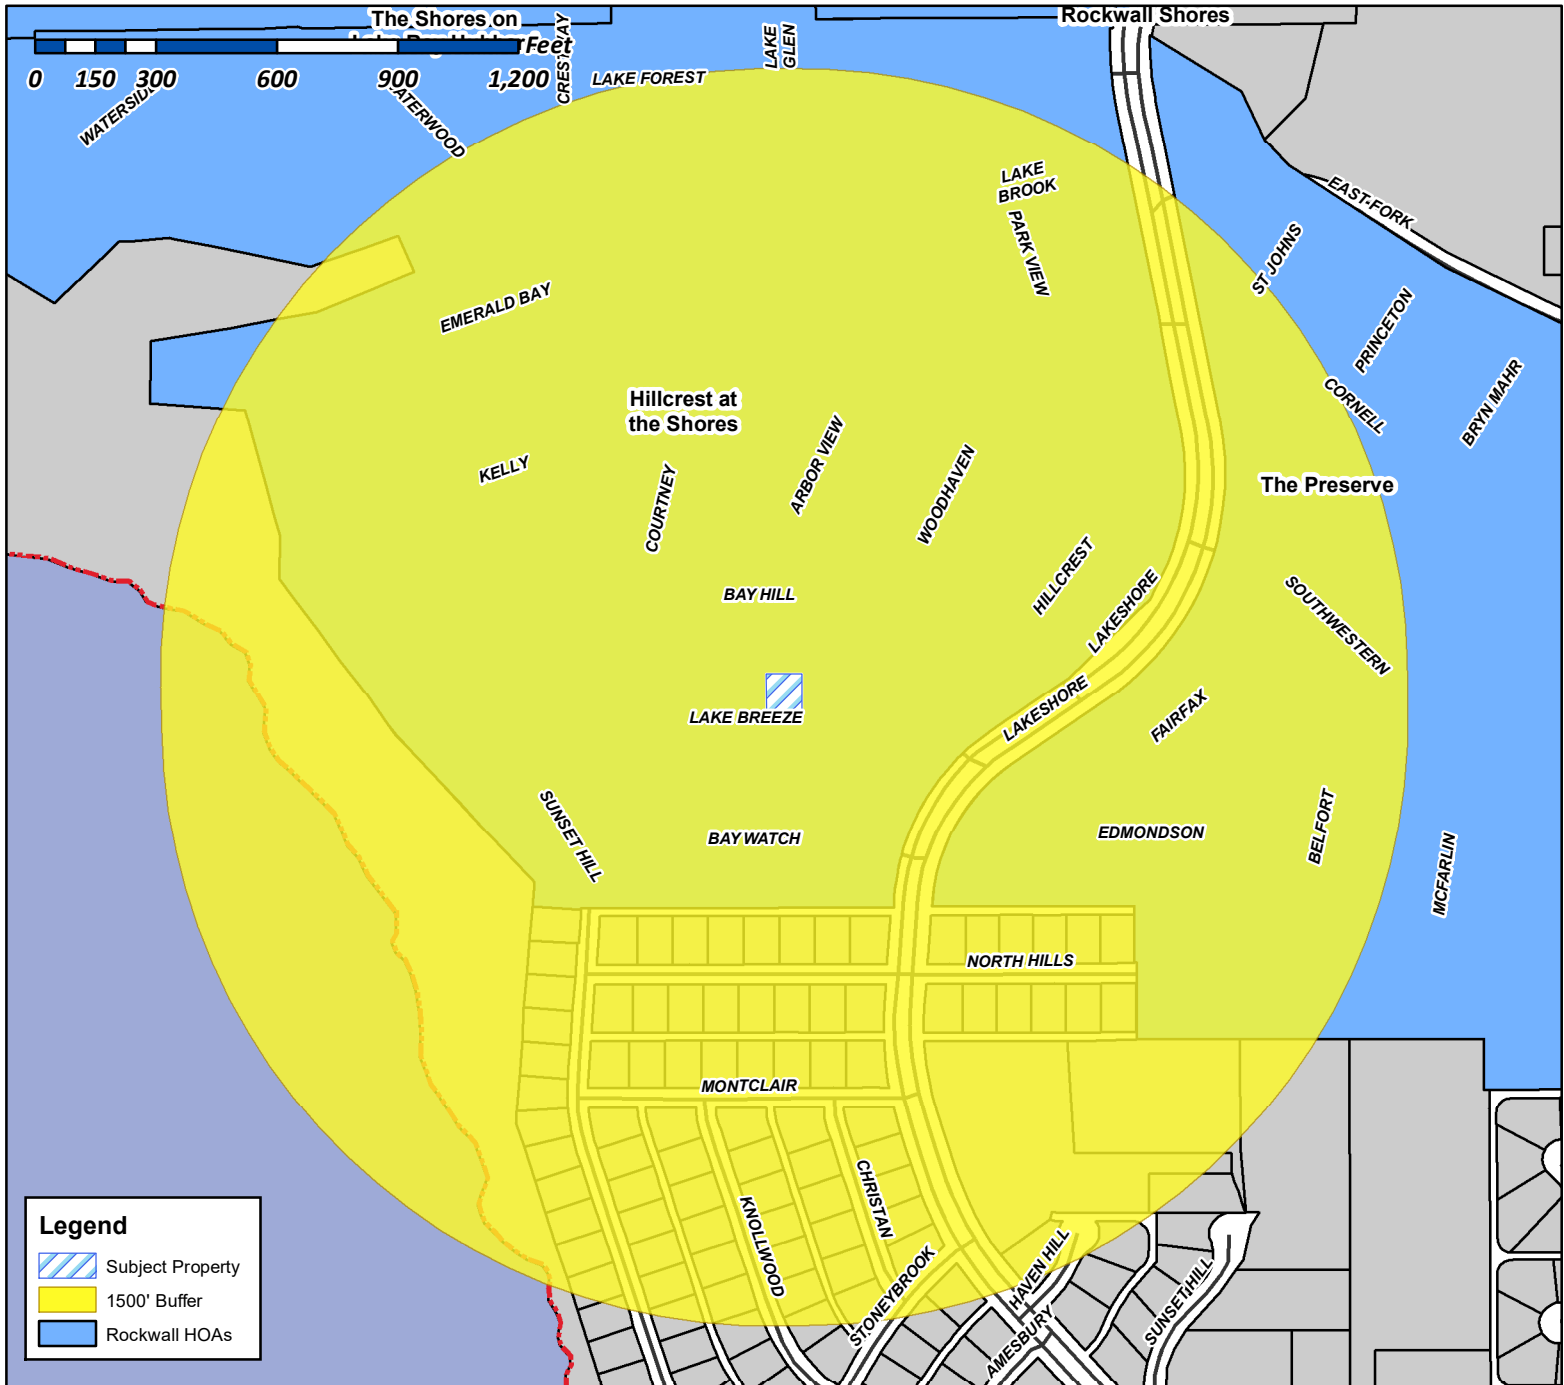 The Shores on
Rockwall Shores
Feet
0 150 300 600 900 1,200
LAKE
GLEN
LAKE FOREST
LAKE
BROOK
PARK VIEW
EAST FORK
ST JOHNS
PRINCETON
CORNELL
BRYN MAHR
EMERALD BAY
Hillcrest at
the Shores
KELLY
COURTNEY
ARBOR VIEW
WOODHAVEN
The Preserve
BAY HILL
HILLCREST
LAKESHORE
SOUTHWESTERN
LAKE BREEZE
LAKESHORE
FAIRFAX
SUNSET HILL
BAY WATCH
EDMONDSON
BELFORT
MCFARLIN
NORTH HILLS
MONTCLAIR
CHRISTAN
KNOLLWOOD
STONEYBROOK
HAVEN HILL
AMESBURY
SUNSET HILL
Legend
Subject Property
1500' Buffer
Rockwall HOAs